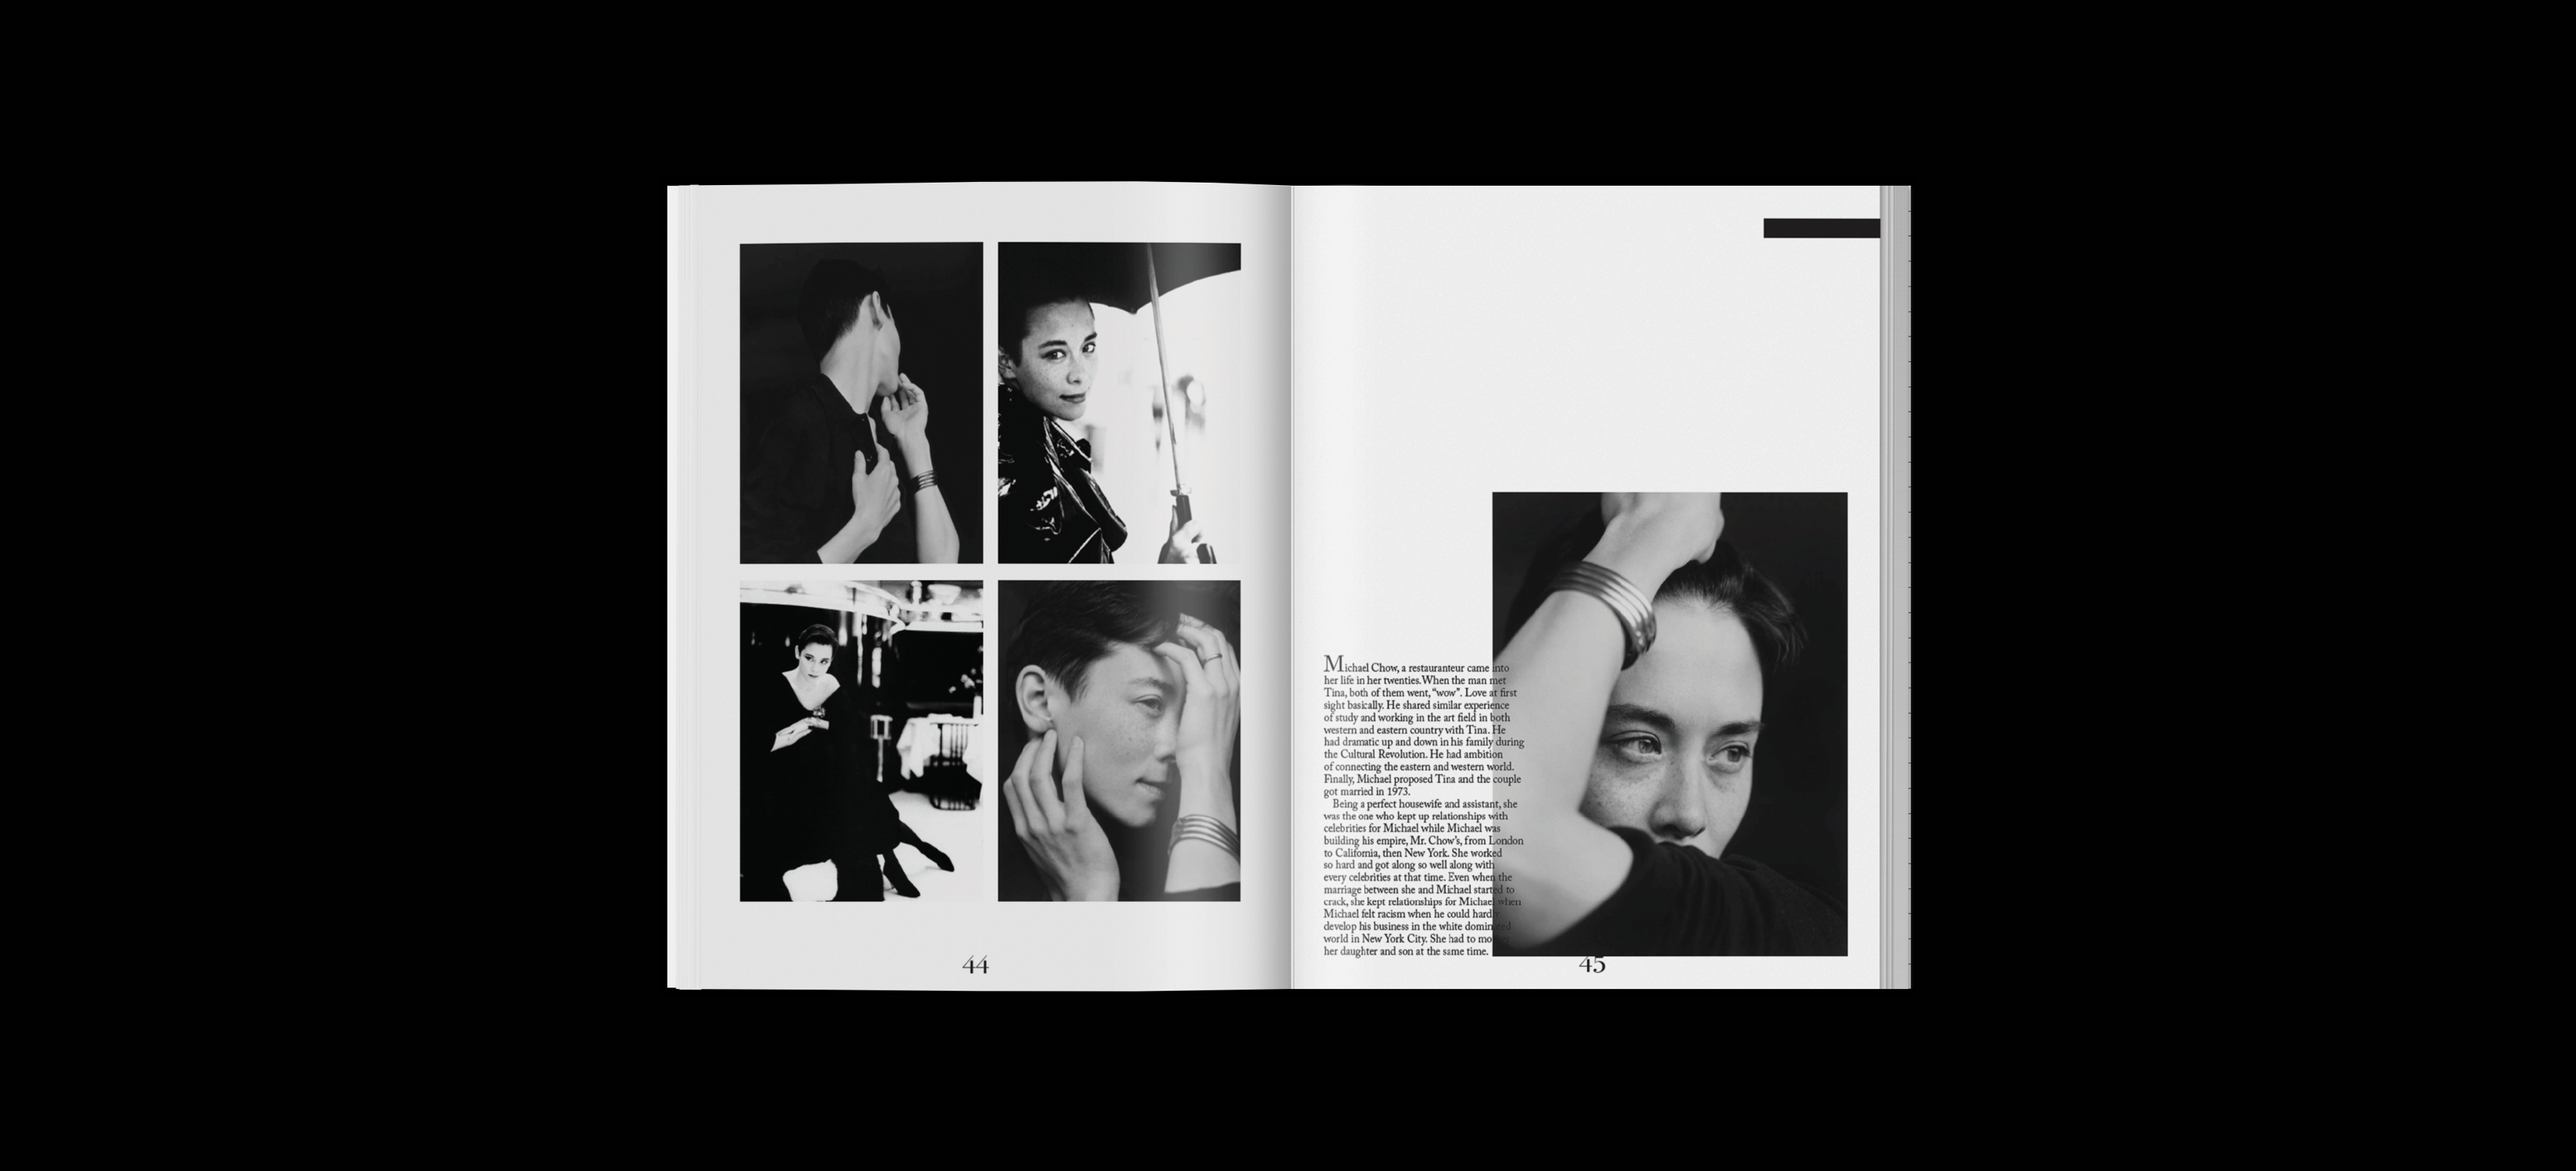 44
Michael Chow, a restauranteur came into
her life in her twenties.When the man met
Tina, both of them went, “wow”. Love at first
sight basically. He shared similar experience
of study and working in the art field in both
western and eastern country with Tina. He
had dramatic up and down in his family during
the Cultural Revolution. He had ambition
of connecting the eastern and western world.
Finally, Michael proposed Tina and the couple
got married in 1973.
Being a perfect housewife and assistant, she
was the one who kept up relationships with
celebrities for Michael while Michael was
building his empire, Mr. Chow’s, from London
to California, then New York. She worked
so hard and got along so well along with
every celebrities at that time. Even when the
marriage between she and Michael started to
crack, she kept relationships for Michael when
Michael felt racism when he could hardly
develop his business in the white dominated
world in New York City. She had to
her daughter and son at the same time.
45